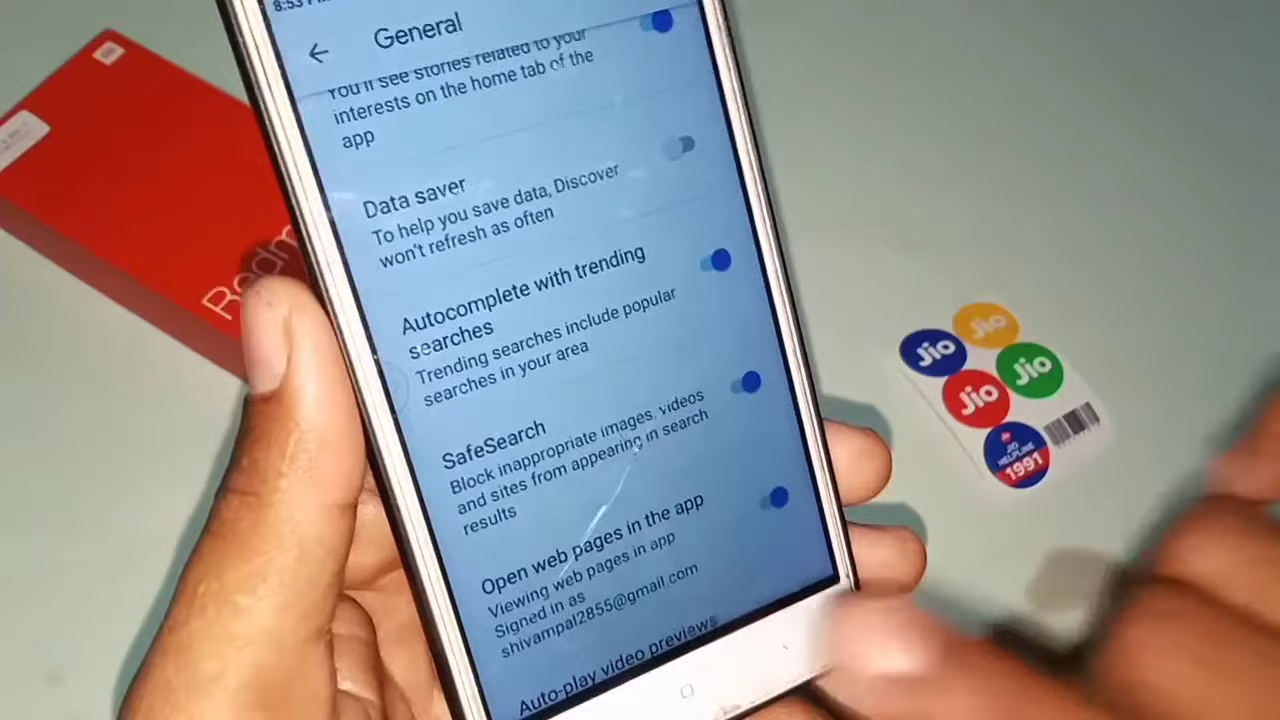 8:53 P
General
You'll see stories related to your
interests on the home tab of the
app
Data saver
To help you save data, Discover
won't refresh as often
Autocomplete with trending
searches
Trending searches include popular
searches in your area
SafeSearch
Block inappropriate images, videos
and sites from appearing in search
results
Open web pages in the app
Viewing web pages in app
Signed in as
shivampal2855@gmail.com
Auto-play video previews
Redm
Jio
Jio
Jio
Jio
JIO
HELPLINE
1991